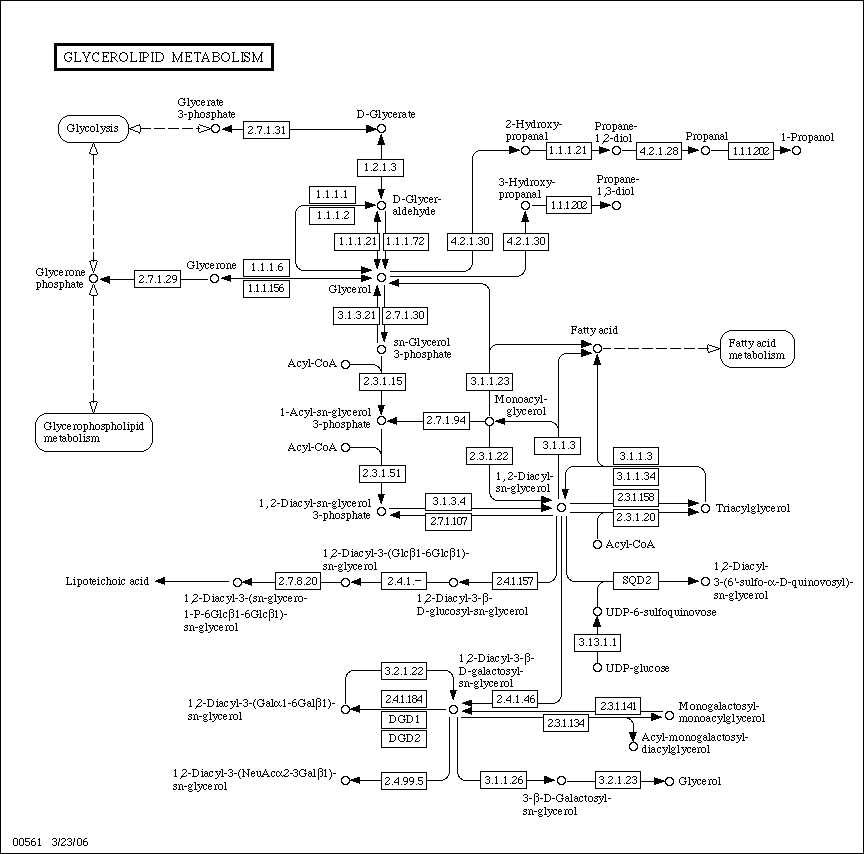 GLYCEROLIPID METABOLISM
Glycerate
3-phosphate
Glycolysis
2.7.1.31
D-Glycerate
1.2.1.3
2-Hydroxy-
propanal
1.1.1.21
Propane-
1,2-diol
4.2.1.28
Propanal
1.1.1.202
1-Propanol
3-Hydroxy-
propanal
1.1.1.202
Propane-
1,3-diol
1.1.1.1
1.1.1.2
D-Glycer-
aldehyde
1.1.1.21
1.1.1.72
4.2.1.30
4.2.1.30
Glycerone
phosphate
2.7.1.29
Glycerone
1.1.1.6
1.1.1.156
Glycerol
3.1.3.21
2.7.1.30
sn-Glycerol
3-phosphate
Fatty acid
Fatty acid
metabolism
Acyl-CoA
2.3.1.15
3.1.1.23
Monoacyl-
glycerol
1-Acyl-sn-glycerol
3-phosphate
2.7.1.94
Glycerophospholipid
metabolism
Acyl-CoA
2.3.1.51
2.3.1.22
3.1.1.3
3.1.1.3
3.1.1.34
1,2-Diacyl-
sn-glycerol
1,2-Diacyl-sn-glycerol
3-phosphate
3.1.3.4
2.7.1.107
2.3.1.158
2.3.1.20
Triacylglycerol
Acyl-CoA
Lipoteichoic acid
2.7.8.20
1,2-Diacyl-3-(Glcβ1-6Glcβ1)-
sn-glycerol
2.4.1.–
2.4.1.157
1,2-Diacyl-3-(sn-glycero-
1-P-6Glcβ1-6Glcβ1)-
sn-glycerol
1,2-Diacyl-3-β-
D-glucosyl-sn-glycerol
SQD2
1,2-Diacyl-
3-(6'-sulfo-α-D-quinovosyl)-
sn-glycerol
UDP-6-sulfoquinovose
3.13.1.1
UDP-glucose
3.2.1.22
1,2-Diacyl-3-β-
D-galactosyl-
sn-glycerol
1,2-Diacyl-3-(Galα1-6Galβ1)-
sn-glycerol
2.4.1.184
DGD1
DGD2
2.4.1.46
2.3.1.141
2.3.1.134
Monogalactosyl-
monoacylglycerol
Acyl-monogalactosyl-
diacylglycerol
1,2-Diacyl-3-(NeuAcα2-3Galβ1)-
sn-glycerol
2.4.99.5
3.1.1.26
3-β-D-Galactosyl-
sn-glycerol
3.2.1.23
Glycerol
00561 3/23/06